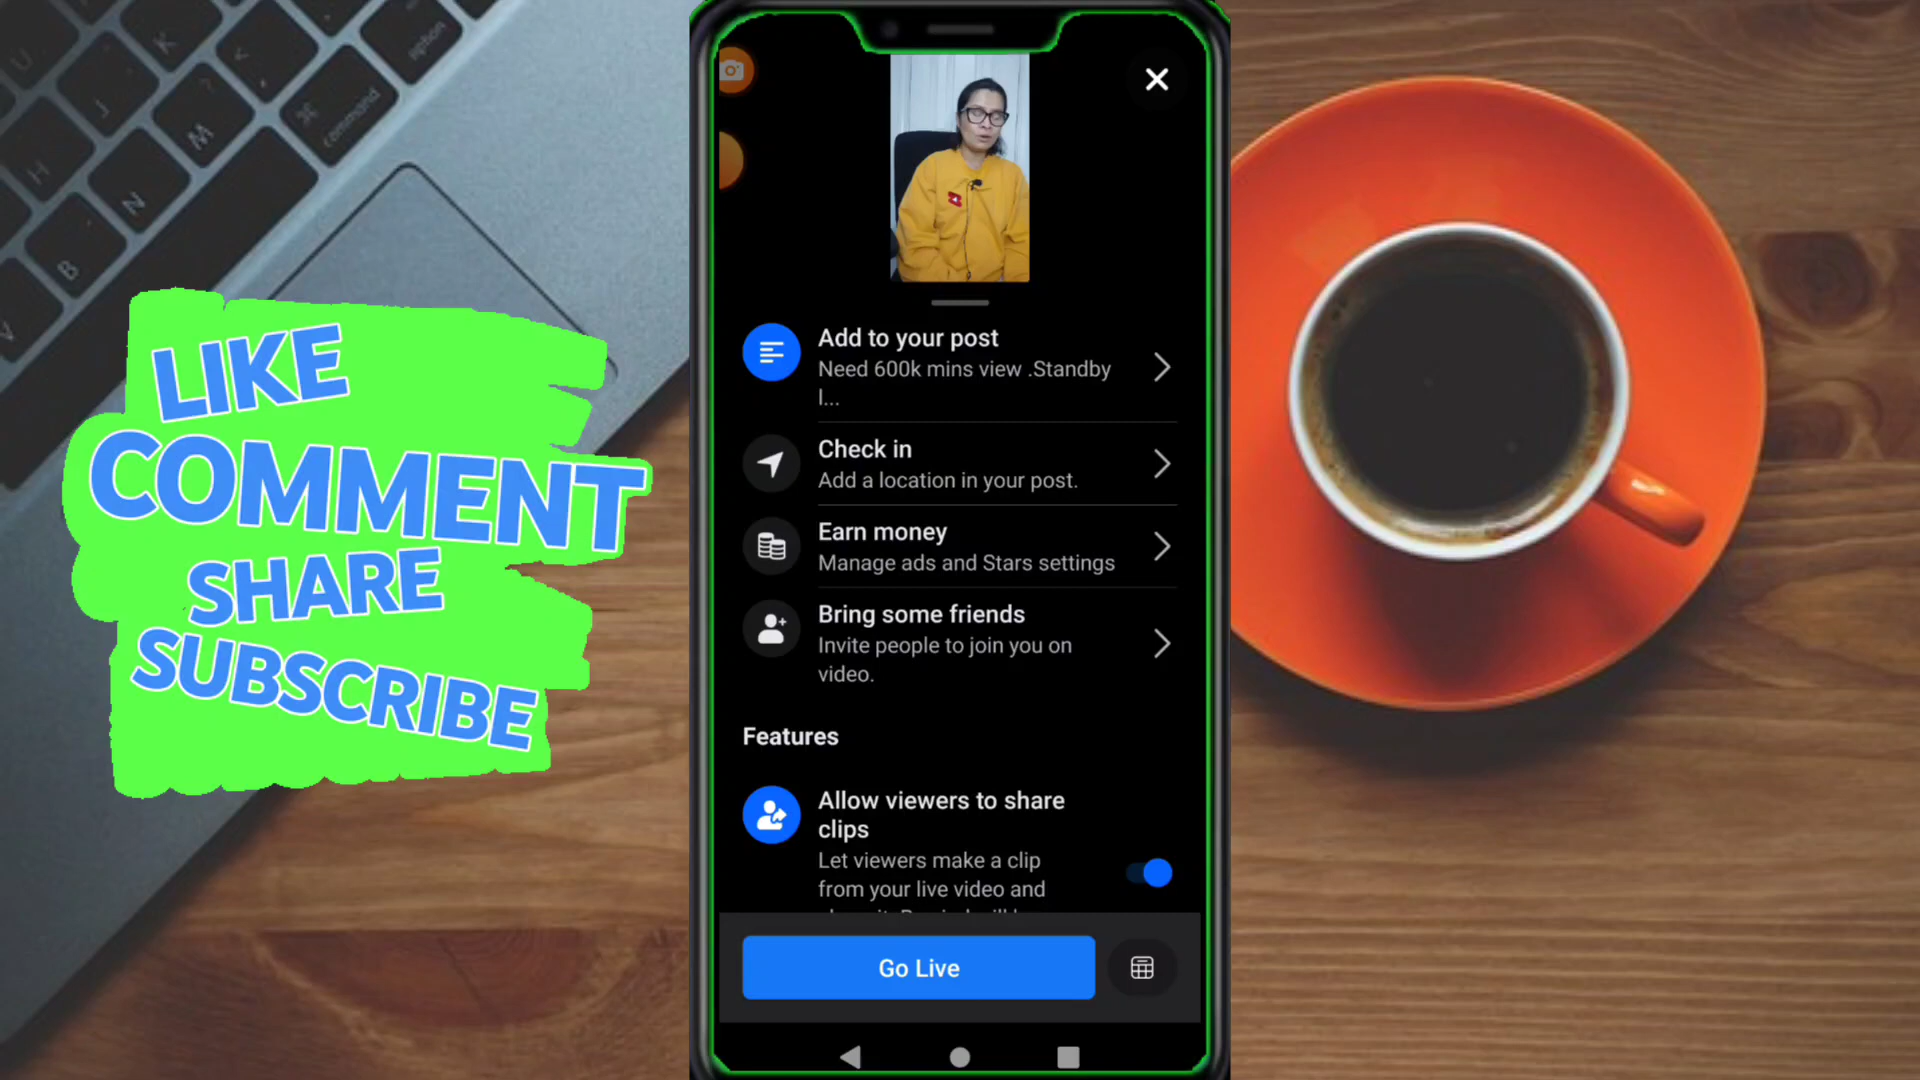 LIKE
COMMENT
SHARE
SUBSCRIBE
Add to your post
Need 600k mins view .Standby
l...
Check in
Add a location in your post.
Earn money
Manage ads and Stars settings
Bring some friends
Invite people to join you on
video.
Features
Allow viewers to share
clips
Let viewers make a clip
from your live video and
Go Live
U
K
<
option
H
J
M
⌘
command
N
B
V